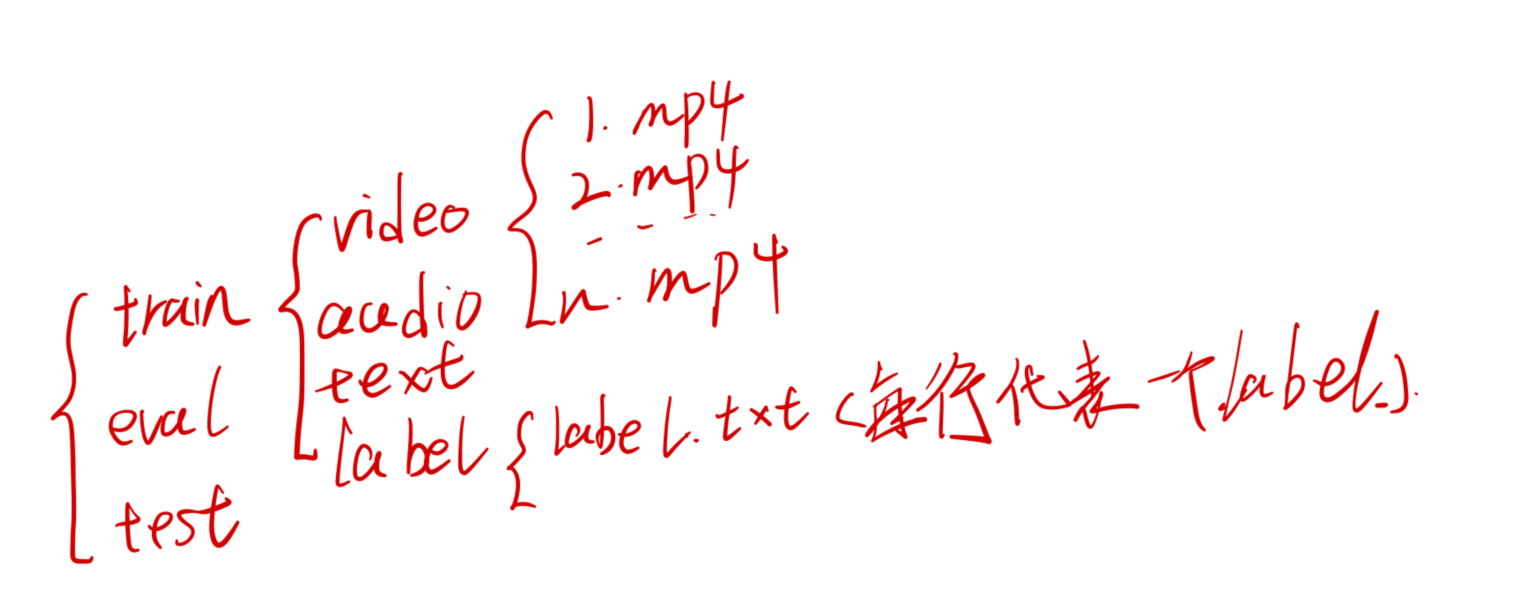 1.mp4
2.mp4
n.mp4
video
audio
text
label
label.txt (每行代表一个label.).
train
eval
test